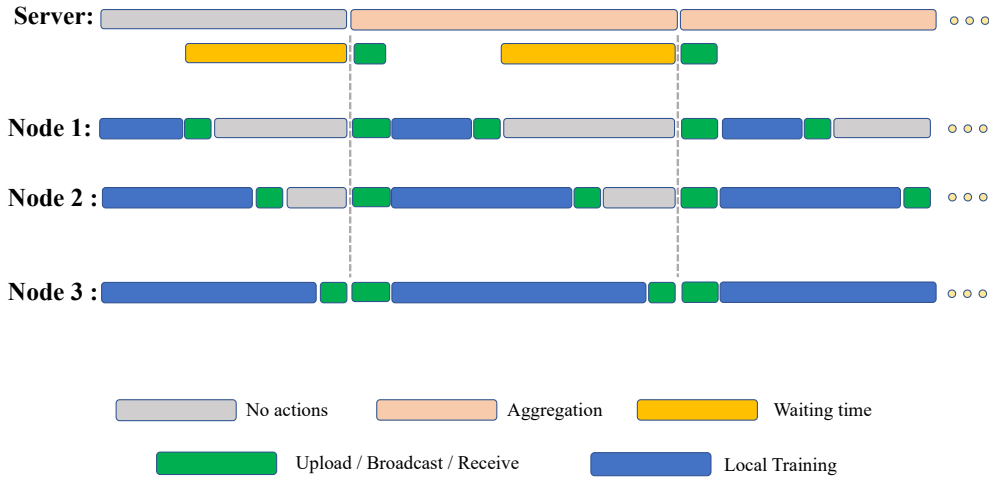 Server:
Node 1:
Node 2 :
Node 3 :
No actions
Aggregation
Waiting time
Upload / Broadcast / Receive
Local Training